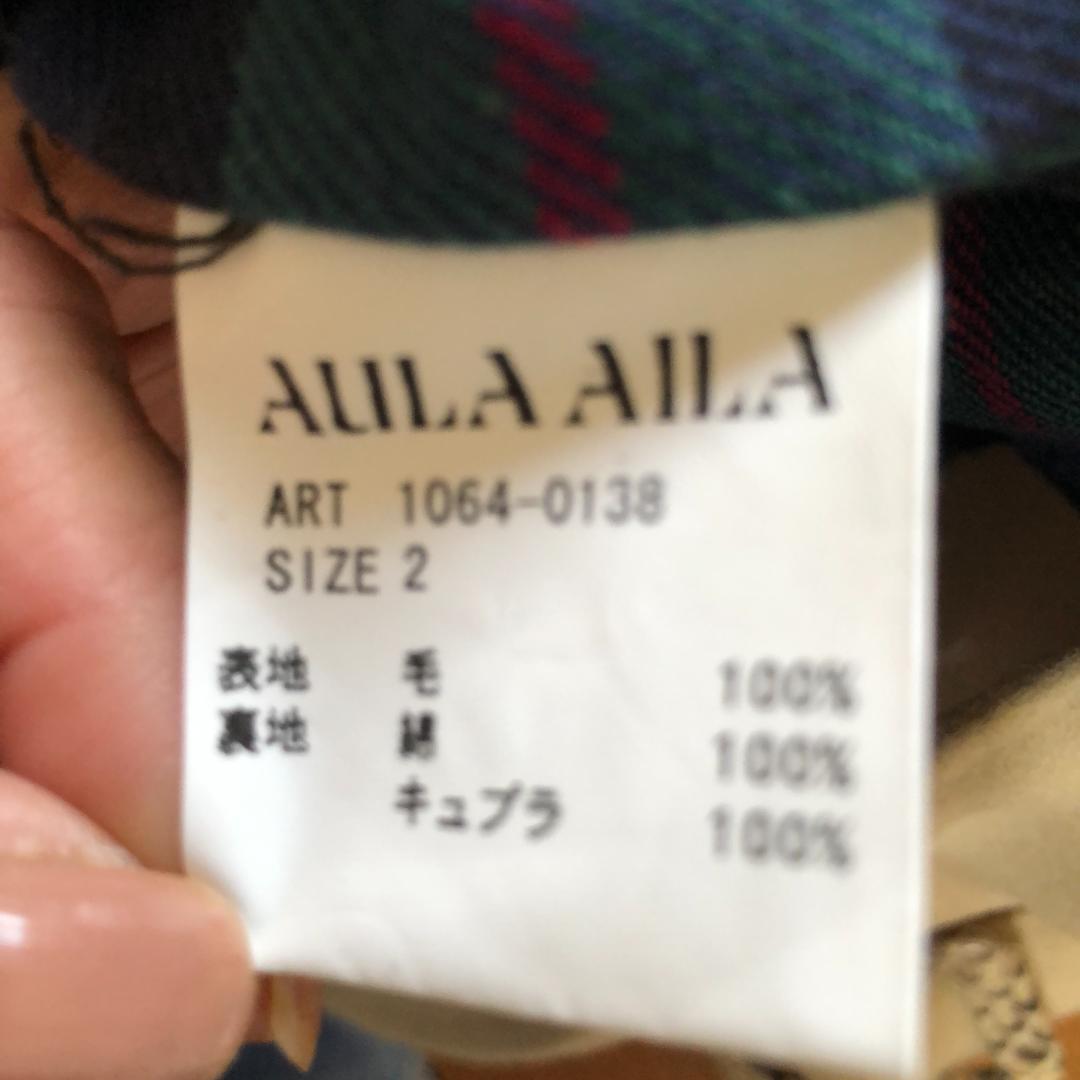 AULA AILA
ART 1064-0138
SIZE 2
表地 毛 100%
裏地 綿 100%
キュプラ 100%